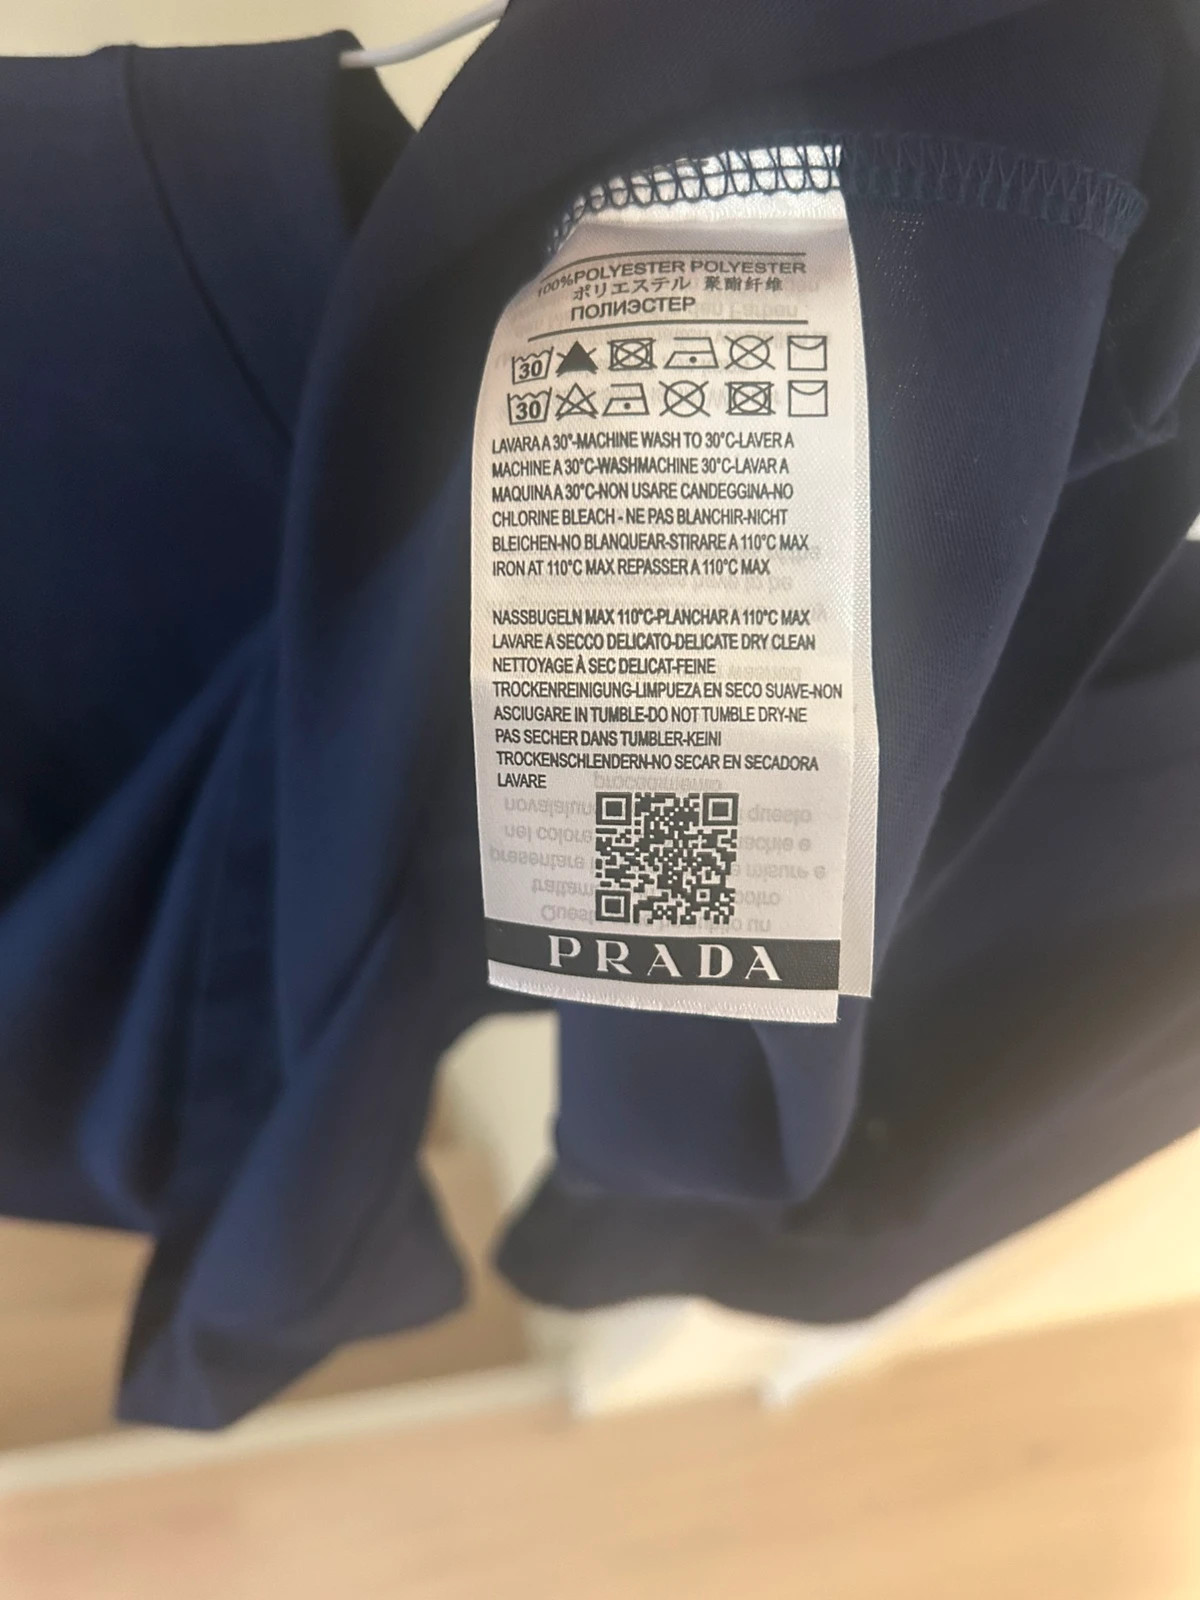 100%POLYESTER POLYESTER
ポリエステル 聚酯纤维
ПОЛИЭСТЕР
30
30
LAVARA A 30°-MACHINE WASH TO 30°C-LAVER A
MACHINE A 30°C-WASHMACHINE 30°C-LAVAR A
MAQUINA A 30°C-NON USARE CANDEGGINA-NO
CHLORINE BLEACH - NE PAS BLANCHIR-NICHT
BLEICHEN-NO BLANQUEAR-STIRARE A 110°C MAX
IRON AT 110°C MAX REPASSER A 110°C MAX
NASSBUGELN MAX 110°C-PLANCHAR A 110°C MAX
LAVARE A SECCO DELICATO-DELICATE DRY CLEAN
NETTOYAGE À SEC DELICAT-FEINE
TROCKENREINIGUNG-LIMPUEZA EN SECO SUAVE-NON
ASCIUGARE IN TUMBLE-DO NOT TUMBLE DRY-NE
PAS SECHER DANS TUMBLER-KEINI
TROCKENSCHLENDERN-NO SECAR EN SECADORA
LAVARE
PRADA